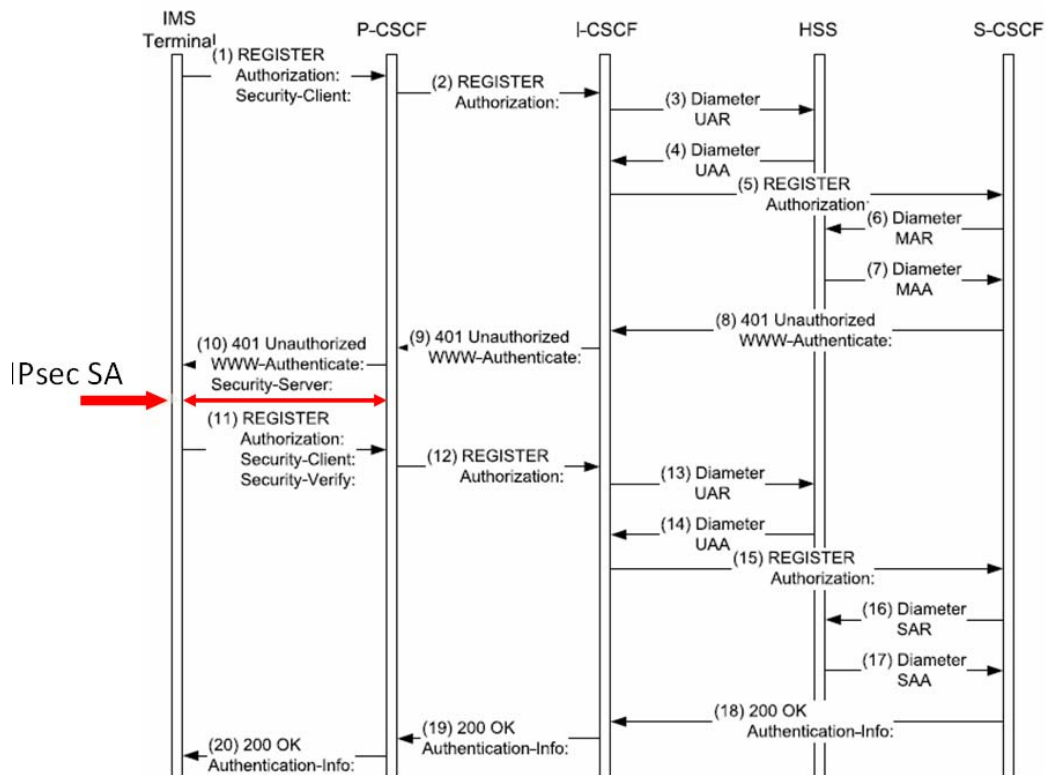 IMS
Terminal
P-CSCF
I-CSCF
HSS
S-CSCF
(1) REGISTER
Authorization:
Security-Client:
(2) REGISTER
Authorization:
(3) Diameter
UAR
(4) Diameter
UAA
(5) REGISTER
Authorization:
(6) Diameter
MAR
(7) Diameter
MAA
(8) 401 Unauthorized
WWW-Authenticate:
(9) 401 Unauthorized
WWW-Authenticate:
(10) 401 Unauthorized
WWW-Authenticate:
Security-Server:
IPsec SA
(11) REGISTER
Authorization:
Security-Client:
Security-Verify:
(12) REGISTER
Authorization:
(13) Diameter
UAR
(14) Diameter
UAA
(15) REGISTER
Authorization:
(16) Diameter
SAR
(17) Diameter
SAA
(18) 200 OK
Authentication-Info:
(19) 200 OK
Authentication-Info:
(20) 200 OK
Authentication-Info: